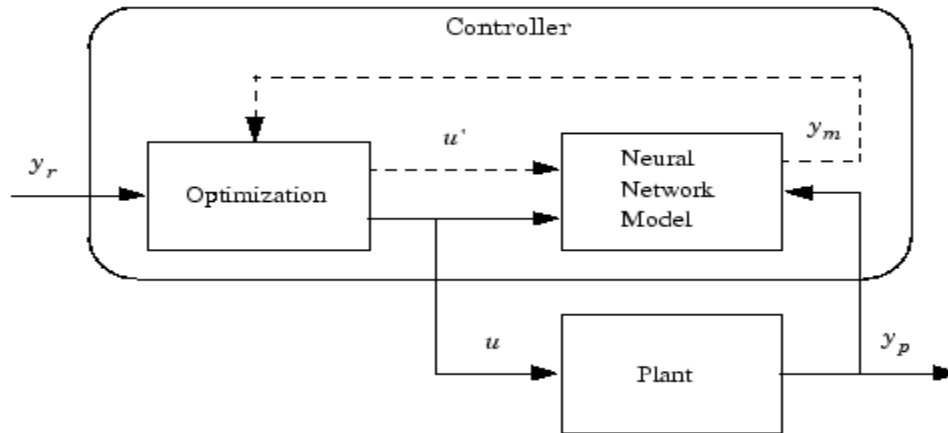 Controller
u'
y_m
y_r
Optimization
Neural
Network
Model
u
y_p
Plant